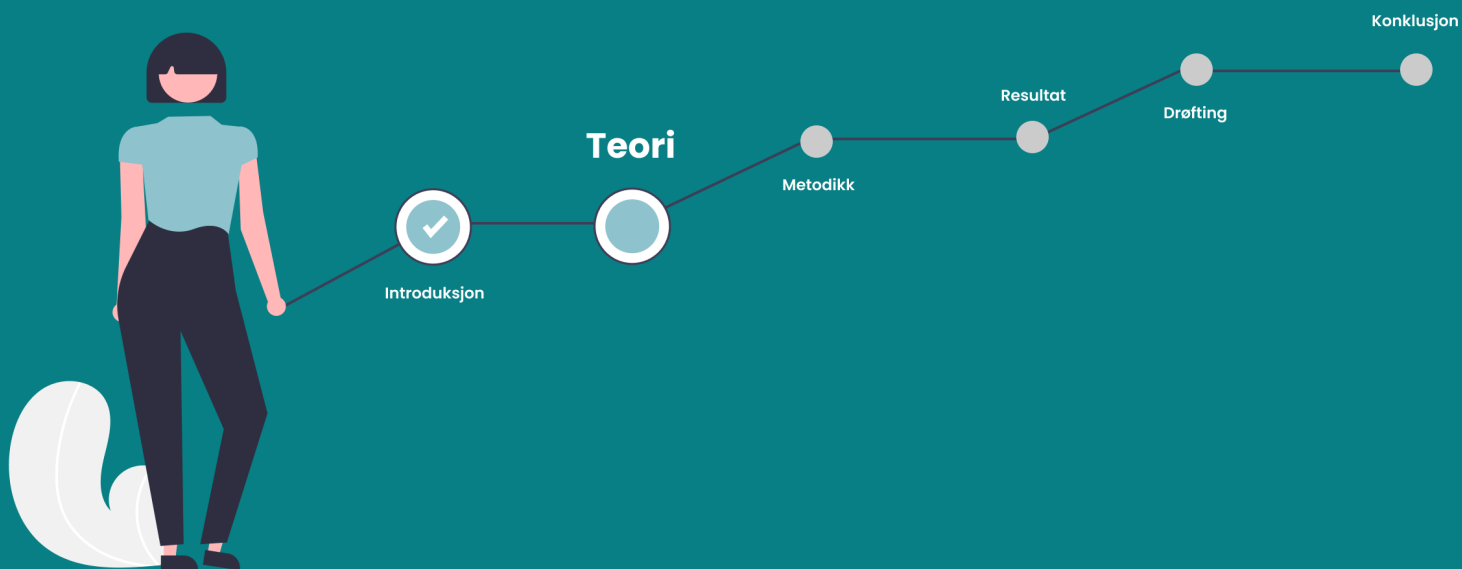 Introduksjon
Teori
Metodikk
Resultat
Drøfting
Konklusjon